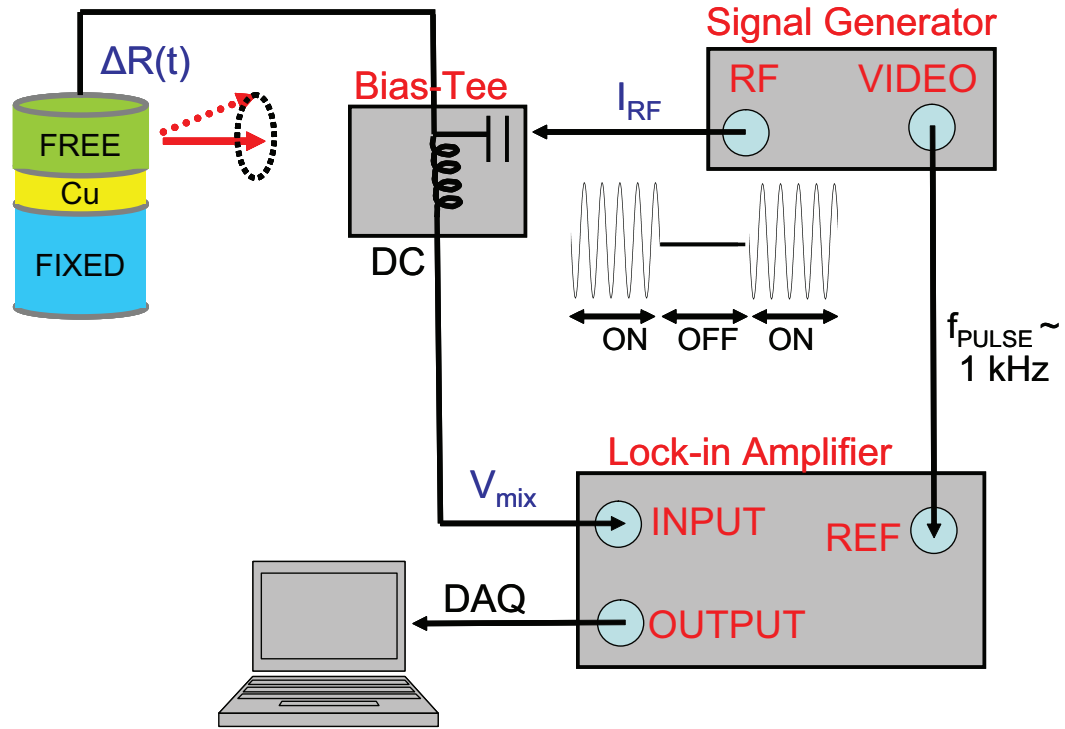 Signal Generator
ΔR(t)
Bias-Tee
RF
VIDEO
I_RF
FREE
Cu
FIXED
DC
ON
OFF
ON
f_PULSE ~
1 kHz
Lock-in Amplifier
V_mix
INPUT
REF
DAQ
OUTPUT